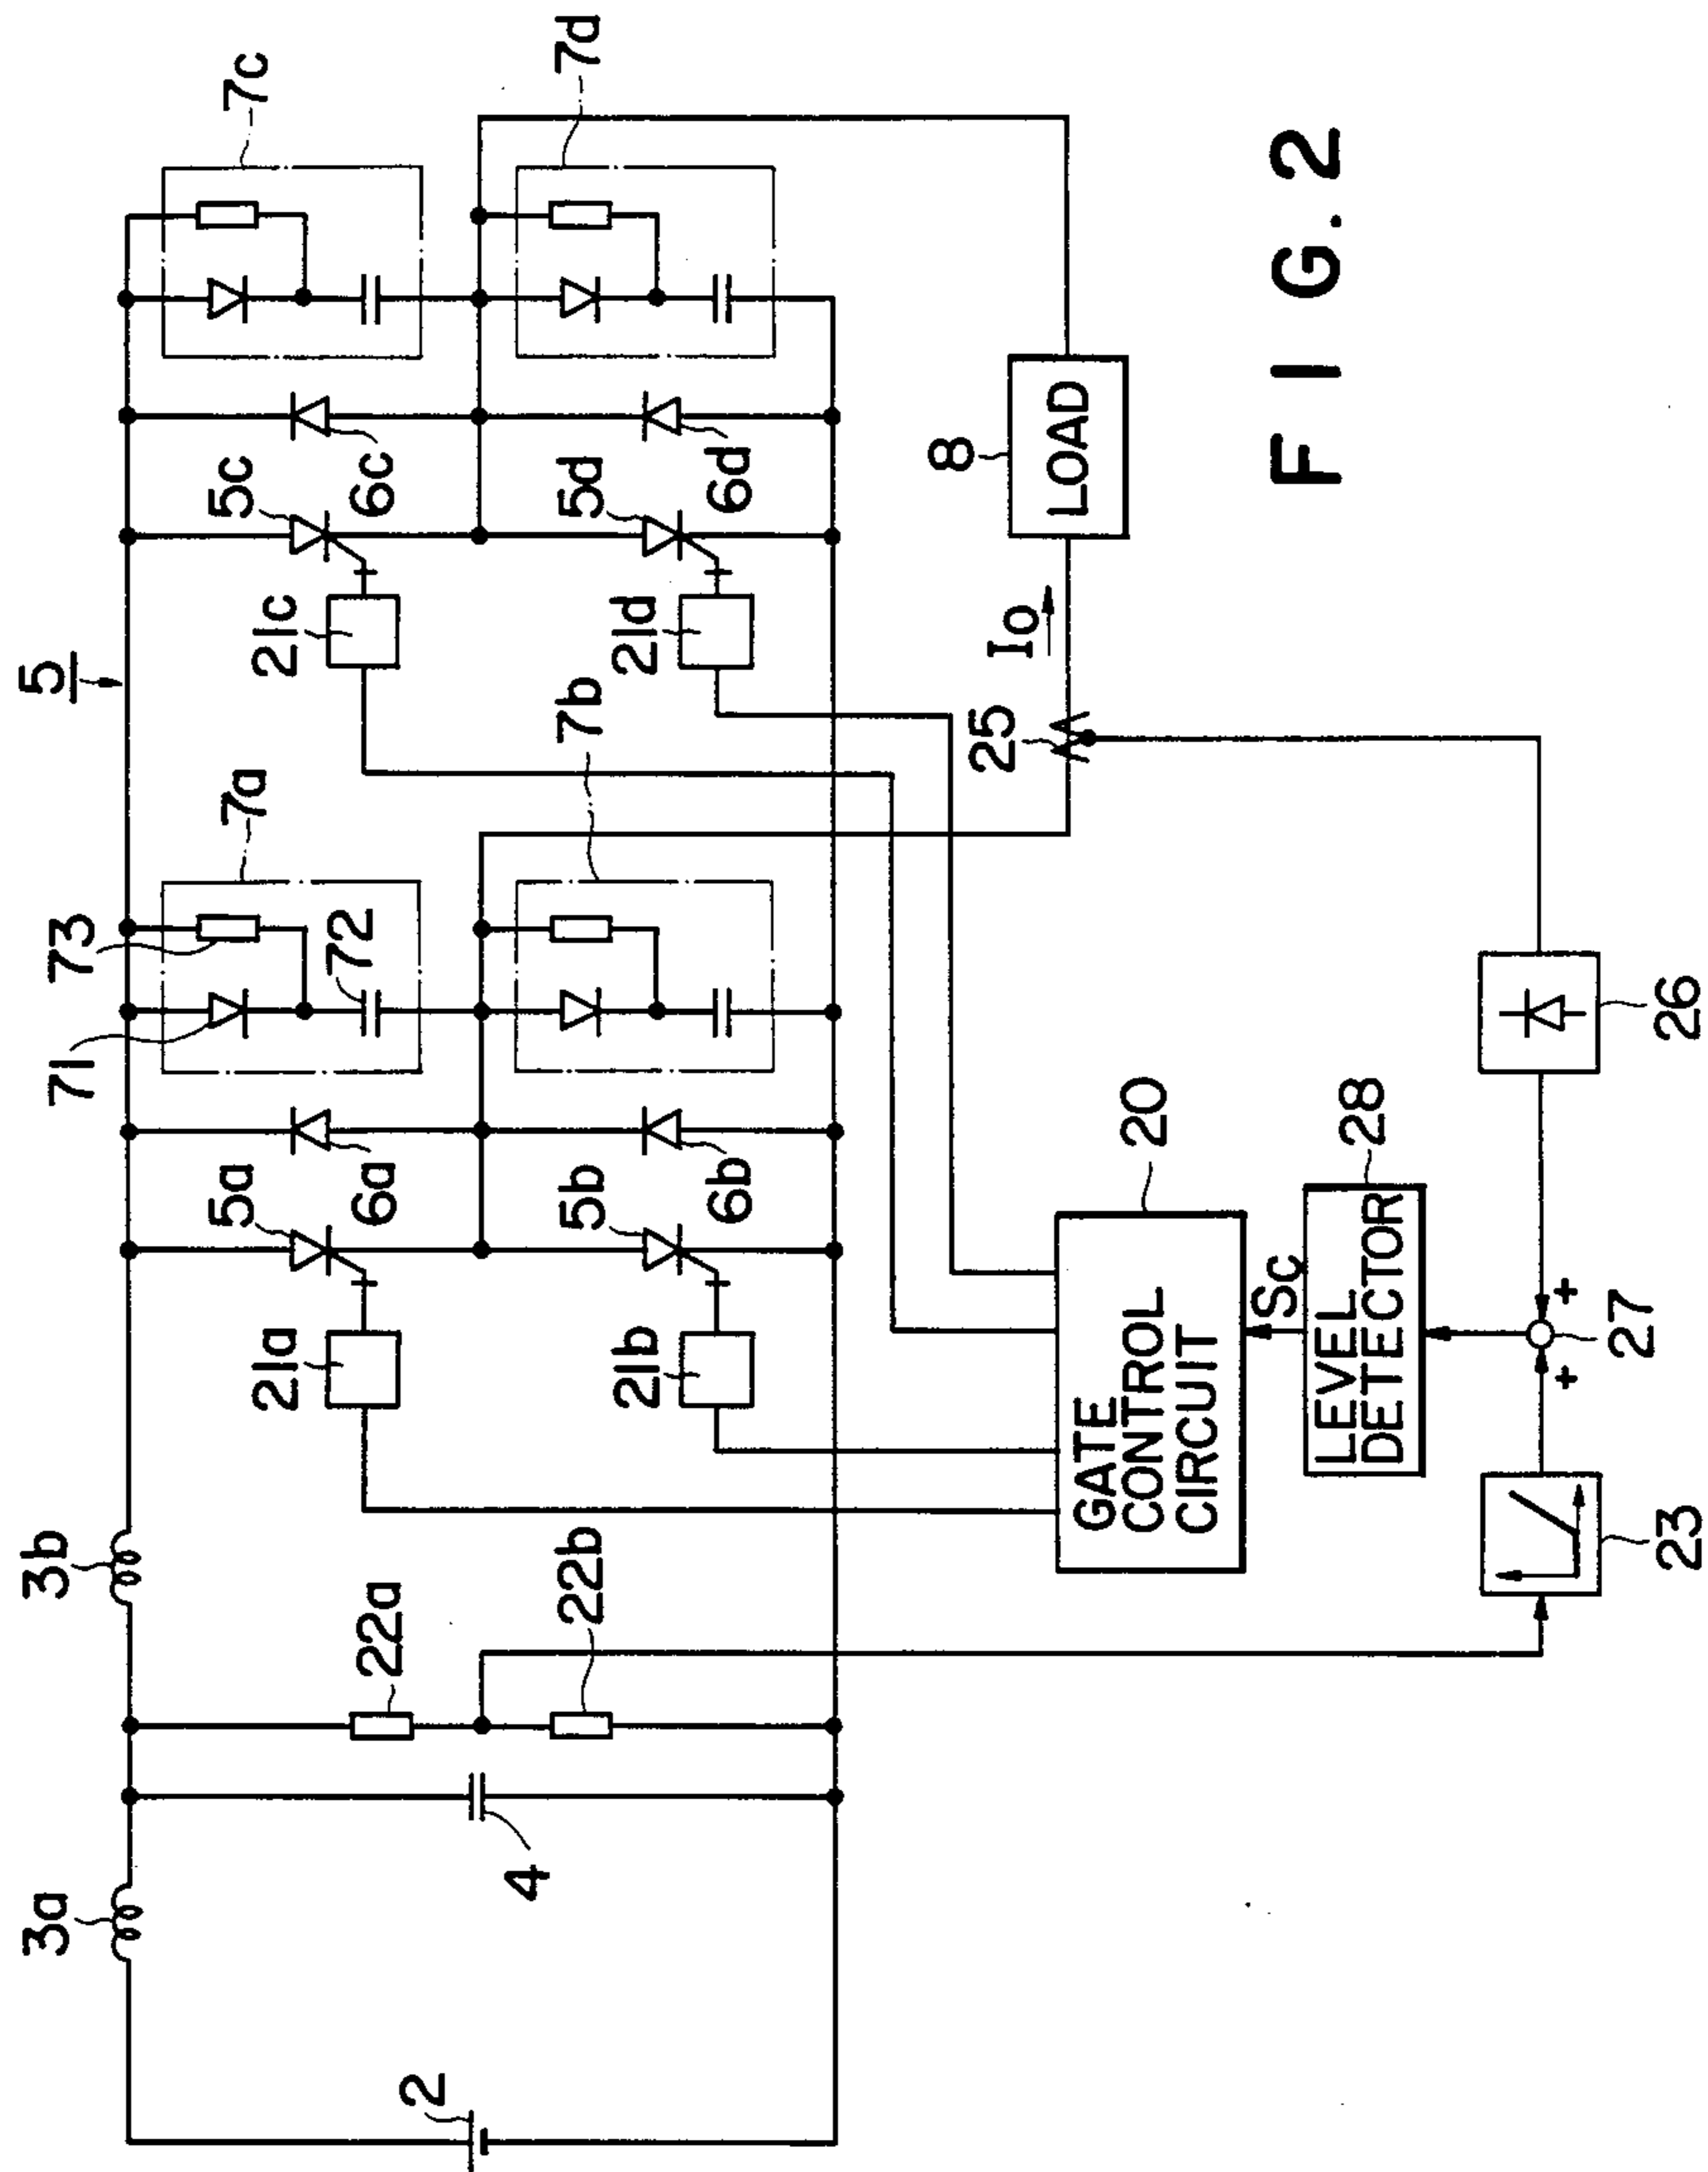 3a
3b
5
2
4
22a
22b
5a
6a
21a
5b
6b
21b
71
73
72
7a
7b
5c
6c
21c
5d
6d
21d
7c
7d
GATE
CONTROL
CIRCUIT
20
Sc
LEVEL
DETECTOR
28
23
+
+
27
26
25
Io
8
LOAD
FIG. 2